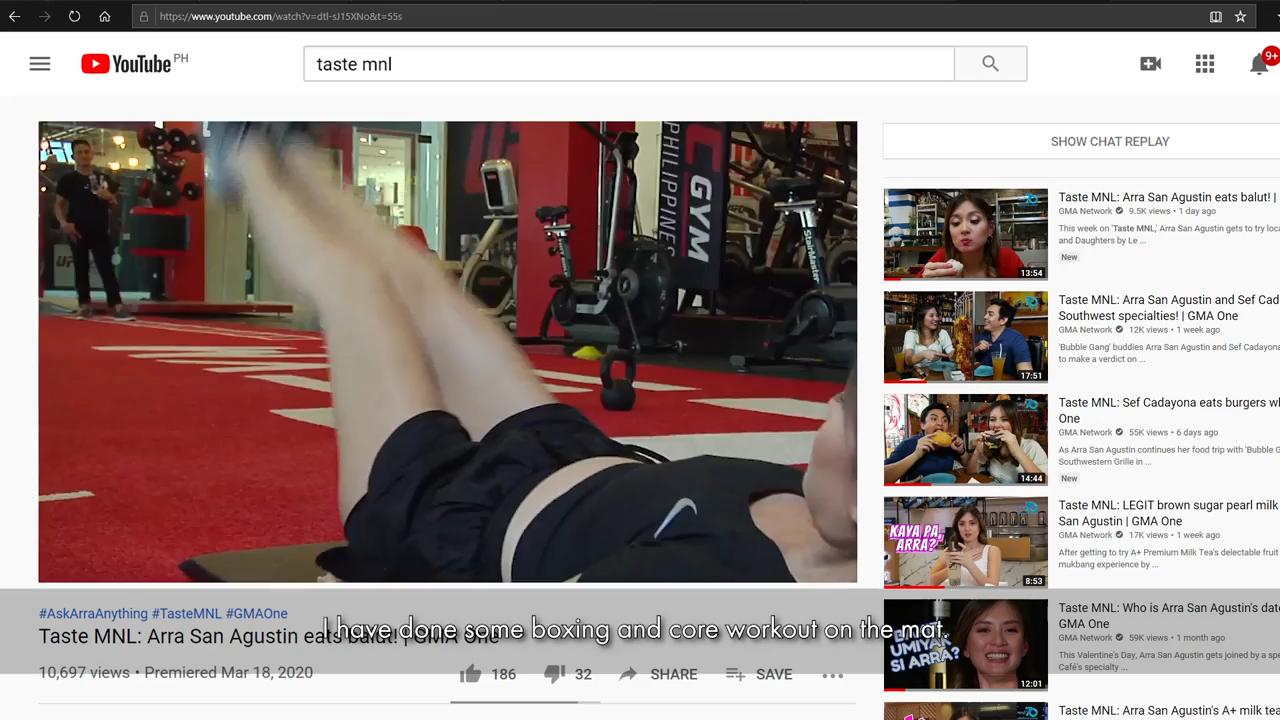 https://www.youtube.com/watch?v=dtl-sJ15XNo&t=55s
YouTube PH
taste mnl
9+
SHOW CHAT REPLAY
PHILIPPINE
GYM
StairMaster
UFC
Taste MNL: Arra San Agustin eats balut! |
GMA Network 9.5K views • 1 day ago
This week on 'Taste MNL,' Arra San Agustin gets to try loca
and Daughters by Le ...
New
13:54
Taste MNL: Arra San Agustin and Sef Cad
Southwest specialties! | GMA One
GMA Network 12K views • 1 week ago
'Bubble Gang' buddies Arra San Agustin and Sef Cadayona
to make a verdict on ...
17:51
Taste MNL: Sef Cadayona eats burgers wi
One
GMA Network 55K views • 6 days ago
As Arra San Agustin continues her food trip with 'Bubble G
Southwestern Grille in ...
New
14:44
Taste MNL: LEGIT brown sugar pearl milk
San Agustin | GMA One
GMA Network 17K views • 1 week ago
After getting to try A+ Premium Milk Tea's delectable fruit
mukbang experience by ...
KAYA PA,
ARRA?
8:53
Taste MNL: Who is Arra San Agustin's date
GMA One
GMA Network 59K views • 1 month ago
This Valentine's Day, Arra San Agustin gets joined by a spe
Café's specialty ...
UMIYAK
SI ARRA?
12:01
Taste MNL: Arra San Agustin's A+ milk tea
#AskArraAnything #TasteMNL #GMAOne
Taste MNL: Arra San Agustin eats balut! | GMA One
I have done some boxing and core workout on the mat.
10,697 views • Premiered Mar 18, 2020
186
32
SHARE
SAVE